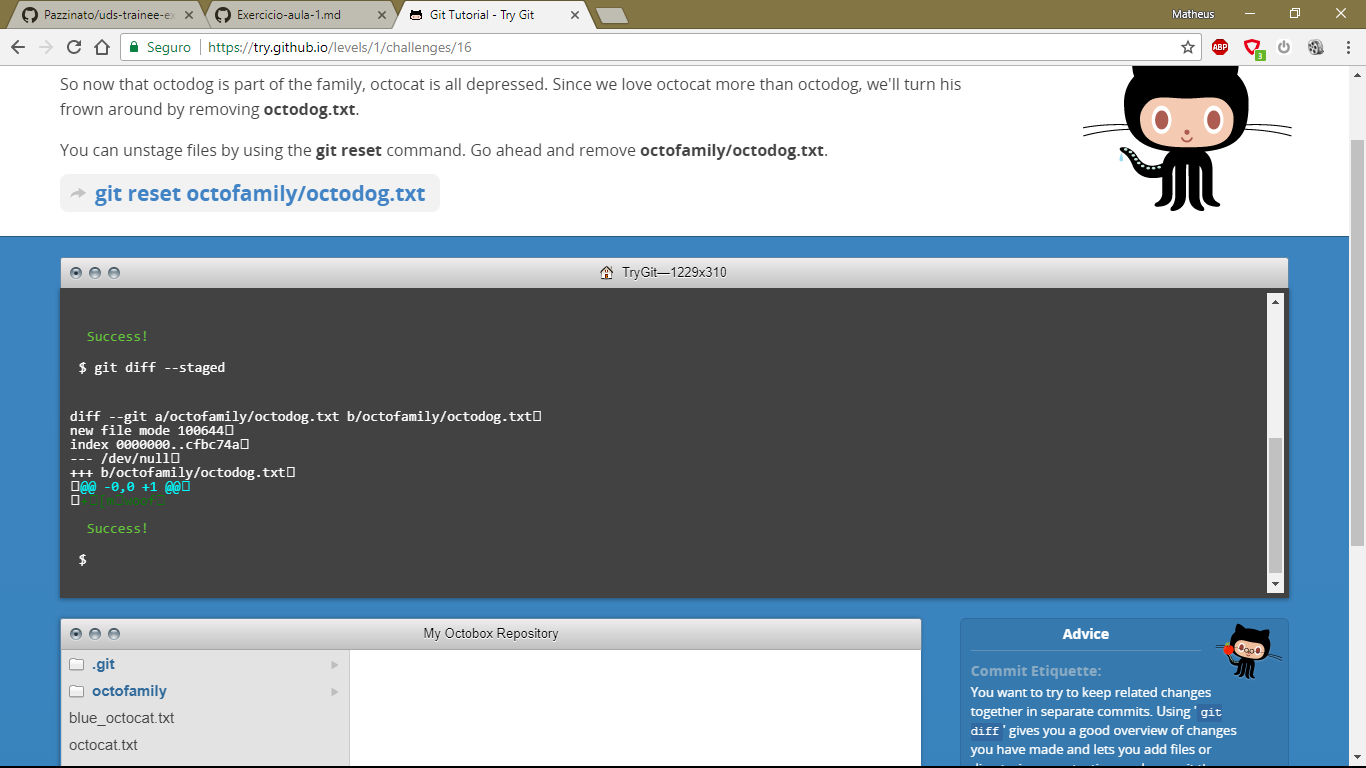 Pazzinato/uds-trainee-ex
Exercicio-aula-1.md
Git Tutorial - Try Git
Matheus
Seguro
https://try.github.io/levels/1/challenges/16
ABP
3
So now that octodog is part of the family, octocat is all depressed. Since we love octocat more than octodog, we'll turn his
frown around by removing octodog.txt.
You can unstage files by using the git reset command. Go ahead and remove octofamily/octodog.txt.
git reset octofamily/octodog.txt
TryGit—1229x310
Success!
$ git diff --staged
diff --git a/octofamily/octodog.txt b/octofamily/octodog.txt
new file mode 100644
index 0000000..cfbc74a
--- /dev/null
+++ b/octofamily/octodog.txt
@@ -0,0 +1 @@
Success!
$
My Octobox Repository
.git
octofamily
blue_octocat.txt
octocat.txt
Advice
Commit Etiquette:
You want to try to keep related changes
together in separate commits. Using 'git
diff' gives you a good overview of changes
you have made and lets you add files or